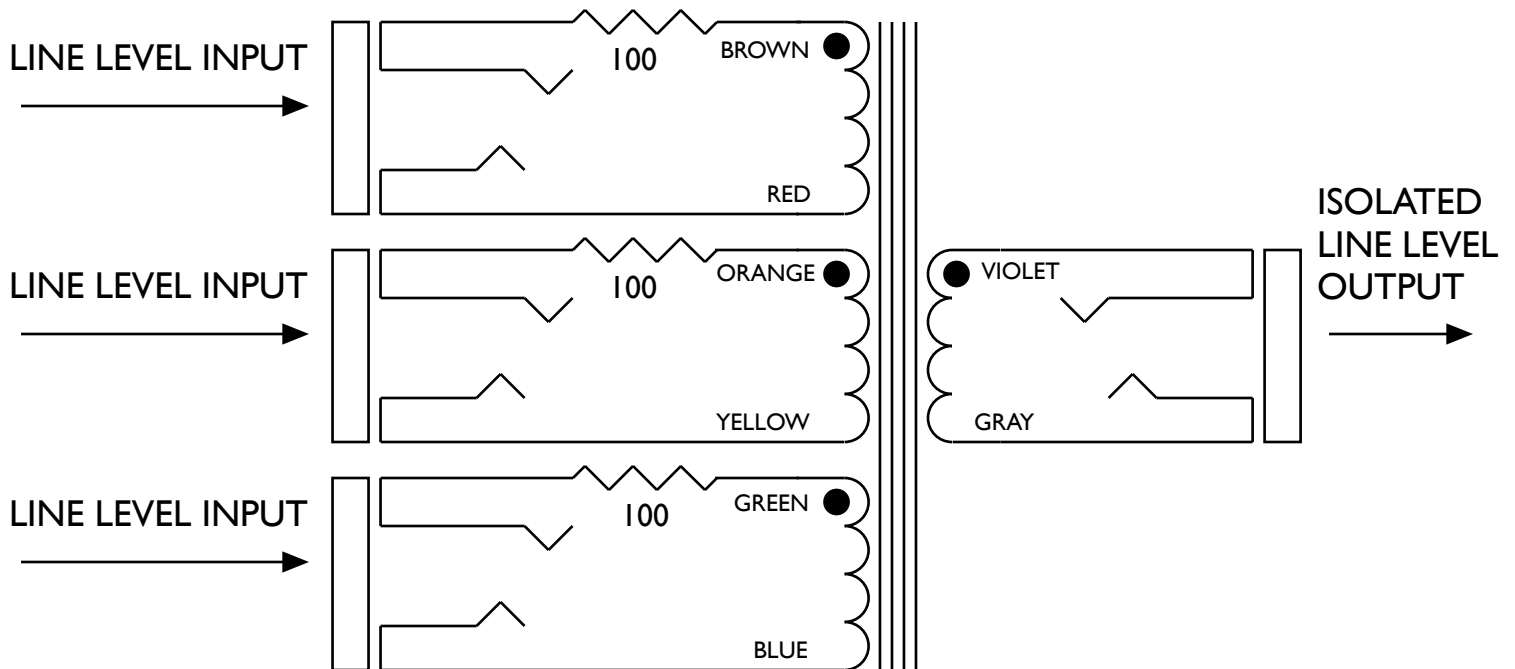 LINE LEVEL INPUT
100
BROWN
RED
LINE LEVEL INPUT
100
ORANGE
YELLOW
VIOLET
GRAY
ISOLATED
LINE LEVEL
OUTPUT
LINE LEVEL INPUT
100
GREEN
BLUE